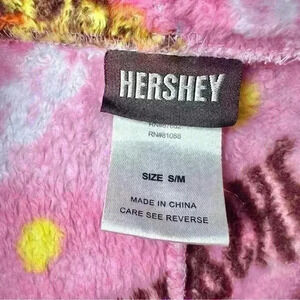 HERSHEY
RN#81088
SIZE S/M
MADE IN CHINA
CARE SEE REVERSE